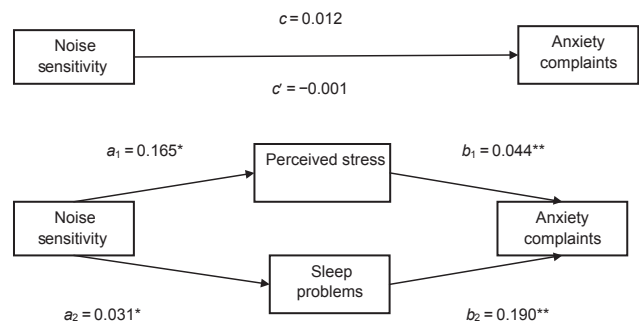 c = 0.012
Noise
sensitivity
Anxiety
complaints
c′ = −0.001
a₁ = 0.165*
Perceived stress
b₁ = 0.044**
Noise
sensitivity
Anxiety
complaints
Sleep
problems
a₂ = 0.031*
b₂ = 0.190**